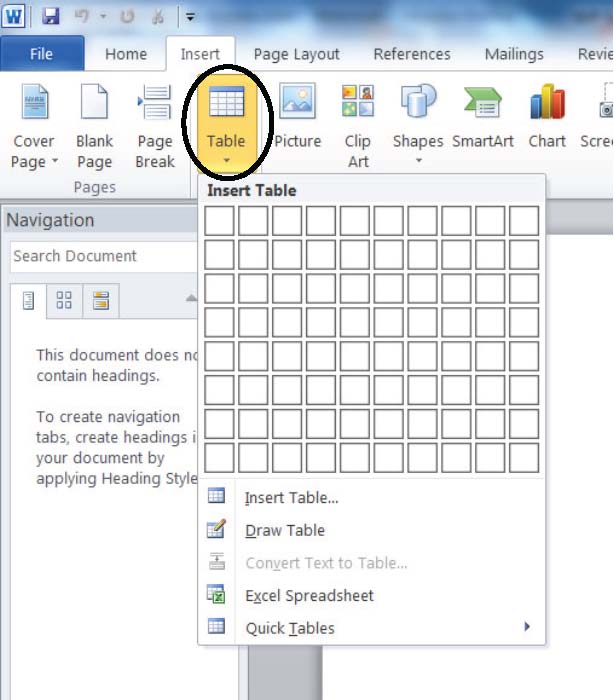 W
File Home Insert Page Layout References Mailings Revie
Cover Page
Blank Page
Page Break
Table
Picture
Clip Art
Shapes
SmartArt
Chart
Scree
Pages
Insert Table
Navigation
Search Document
This document does no
contain headings.
To create navigation
tabs, create headings i
your document by
applying Heading Style
Insert Table...
Draw Table
Convert Text to Table...
Excel Spreadsheet
Quick Tables